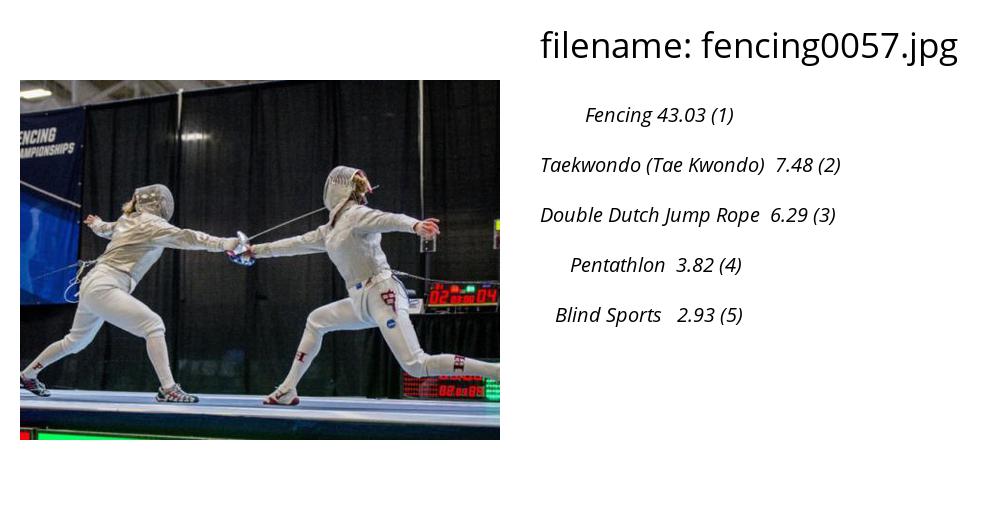 filename: fencing0057.jpg
Fencing 43.03 (1)
Taekwondo (Tae Kwondo) 7.48 (2)
Double Dutch Jump Rope 6.29 (3)
Pentathlon 3.82 (4)
Blind Sports 2.93 (5)
ENCING
AMPIONSHIPS
H